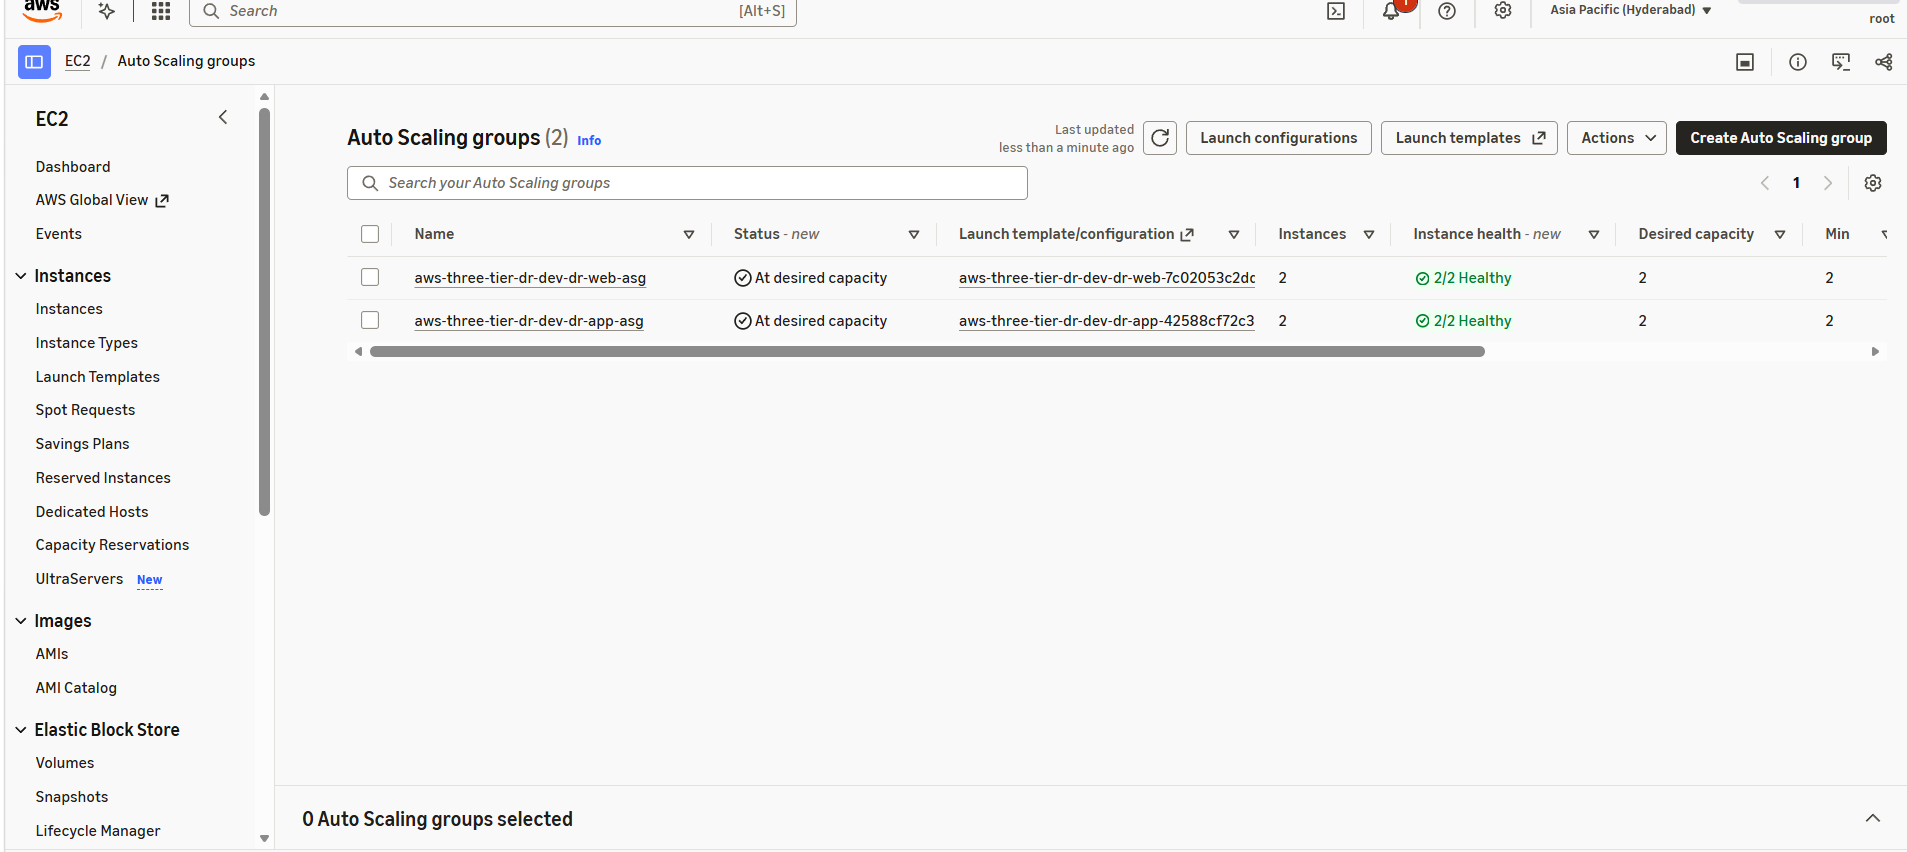 aws
Search [Alt+S]
1
Asia Pacific (Hyderabad)
root
EC2 / Auto Scaling groups
EC2
Dashboard
AWS Global View
Events
Instances
Instances
Instance Types
Launch Templates
Spot Requests
Savings Plans
Reserved Instances
Dedicated Hosts
Capacity Reservations
UltraServers New
Images
AMIs
AMI Catalog
Elastic Block Store
Volumes
Snapshots
Lifecycle Manager
Auto Scaling groups (2) Info
Last updated
less than a minute ago
Launch configurations
Launch templates
Actions
Create Auto Scaling group
Search your Auto Scaling groups
1
Name Status - new Launch template/configuration Instances Instance health - new Desired capacity Min
aws-three-tier-dr-dev-dr-web-asg At desired capacity aws-three-tier-dr-dev-dr-web-7c02053c2dc 2 2/2 Healthy 2 2
aws-three-tier-dr-dev-dr-app-asg At desired capacity aws-three-tier-dr-dev-dr-app-42588cf72c3 2 2/2 Healthy 2 2
0 Auto Scaling groups selected